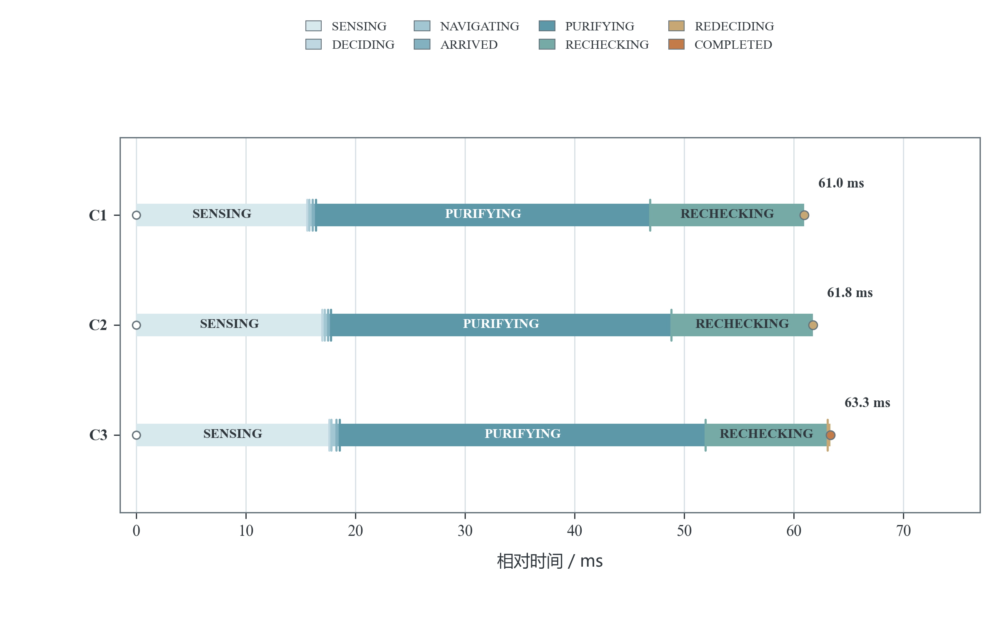 SENSING NAVIGATING PURIFYING REDECIDING
DECIDING ARRIVED RECHECKING COMPLETED
61.0 ms
C1 SENSING PURIFYING RECHECKING
61.8 ms
C2 SENSING PURIFYING RECHECKING
63.3 ms
C3 SENSING PURIFYING RECHECKING
0 10 20 30 40 50 60 70
相对时间 / ms